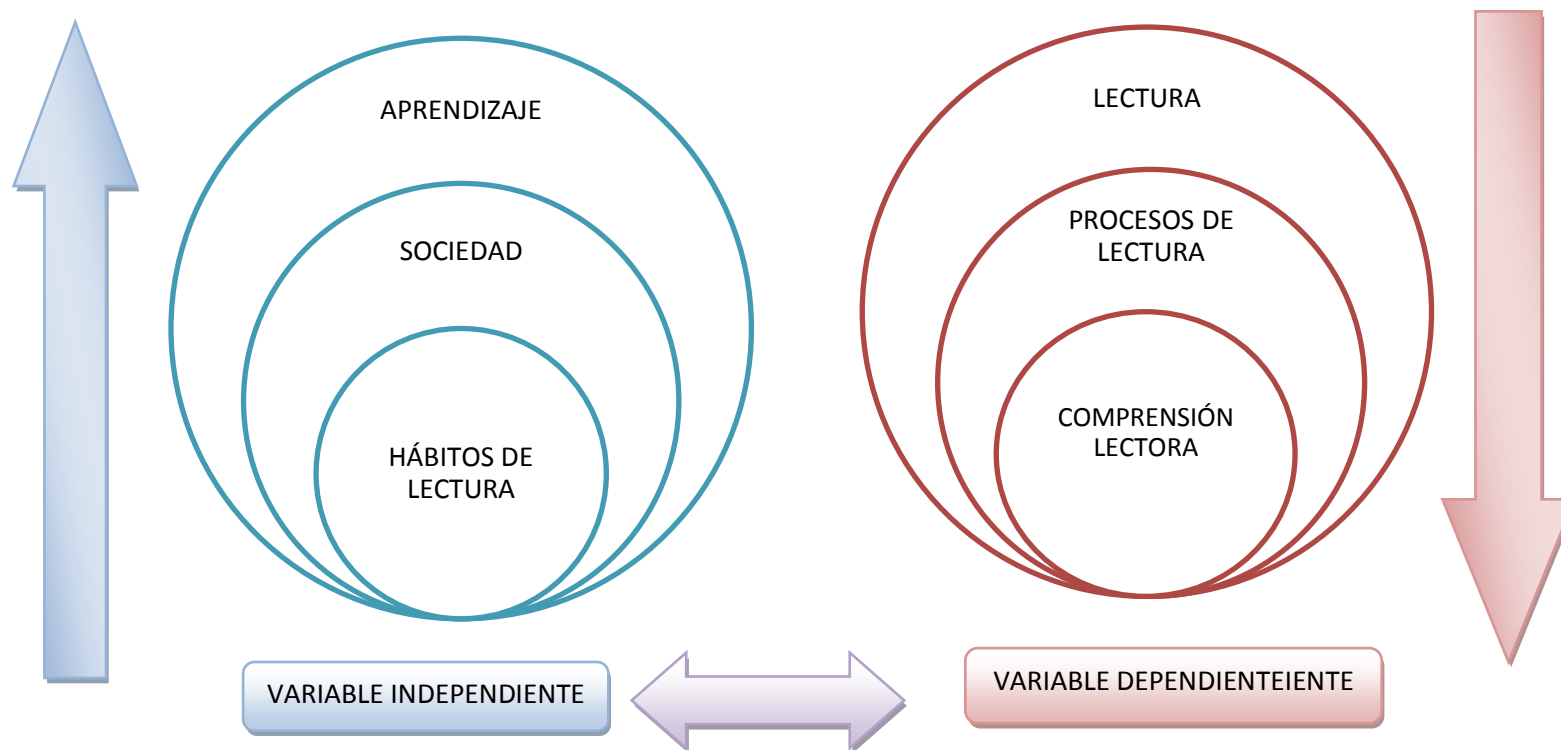 APRENDIZAJE
SOCIEDAD
HÁBITOS DE
LECTURA
VARIABLE INDEPENDIENTE
LECTURA
PROCESOS DE
LECTURA
COMPRENSIÓN
LECTORA
VARIABLE DEPENDIENTEIENTE